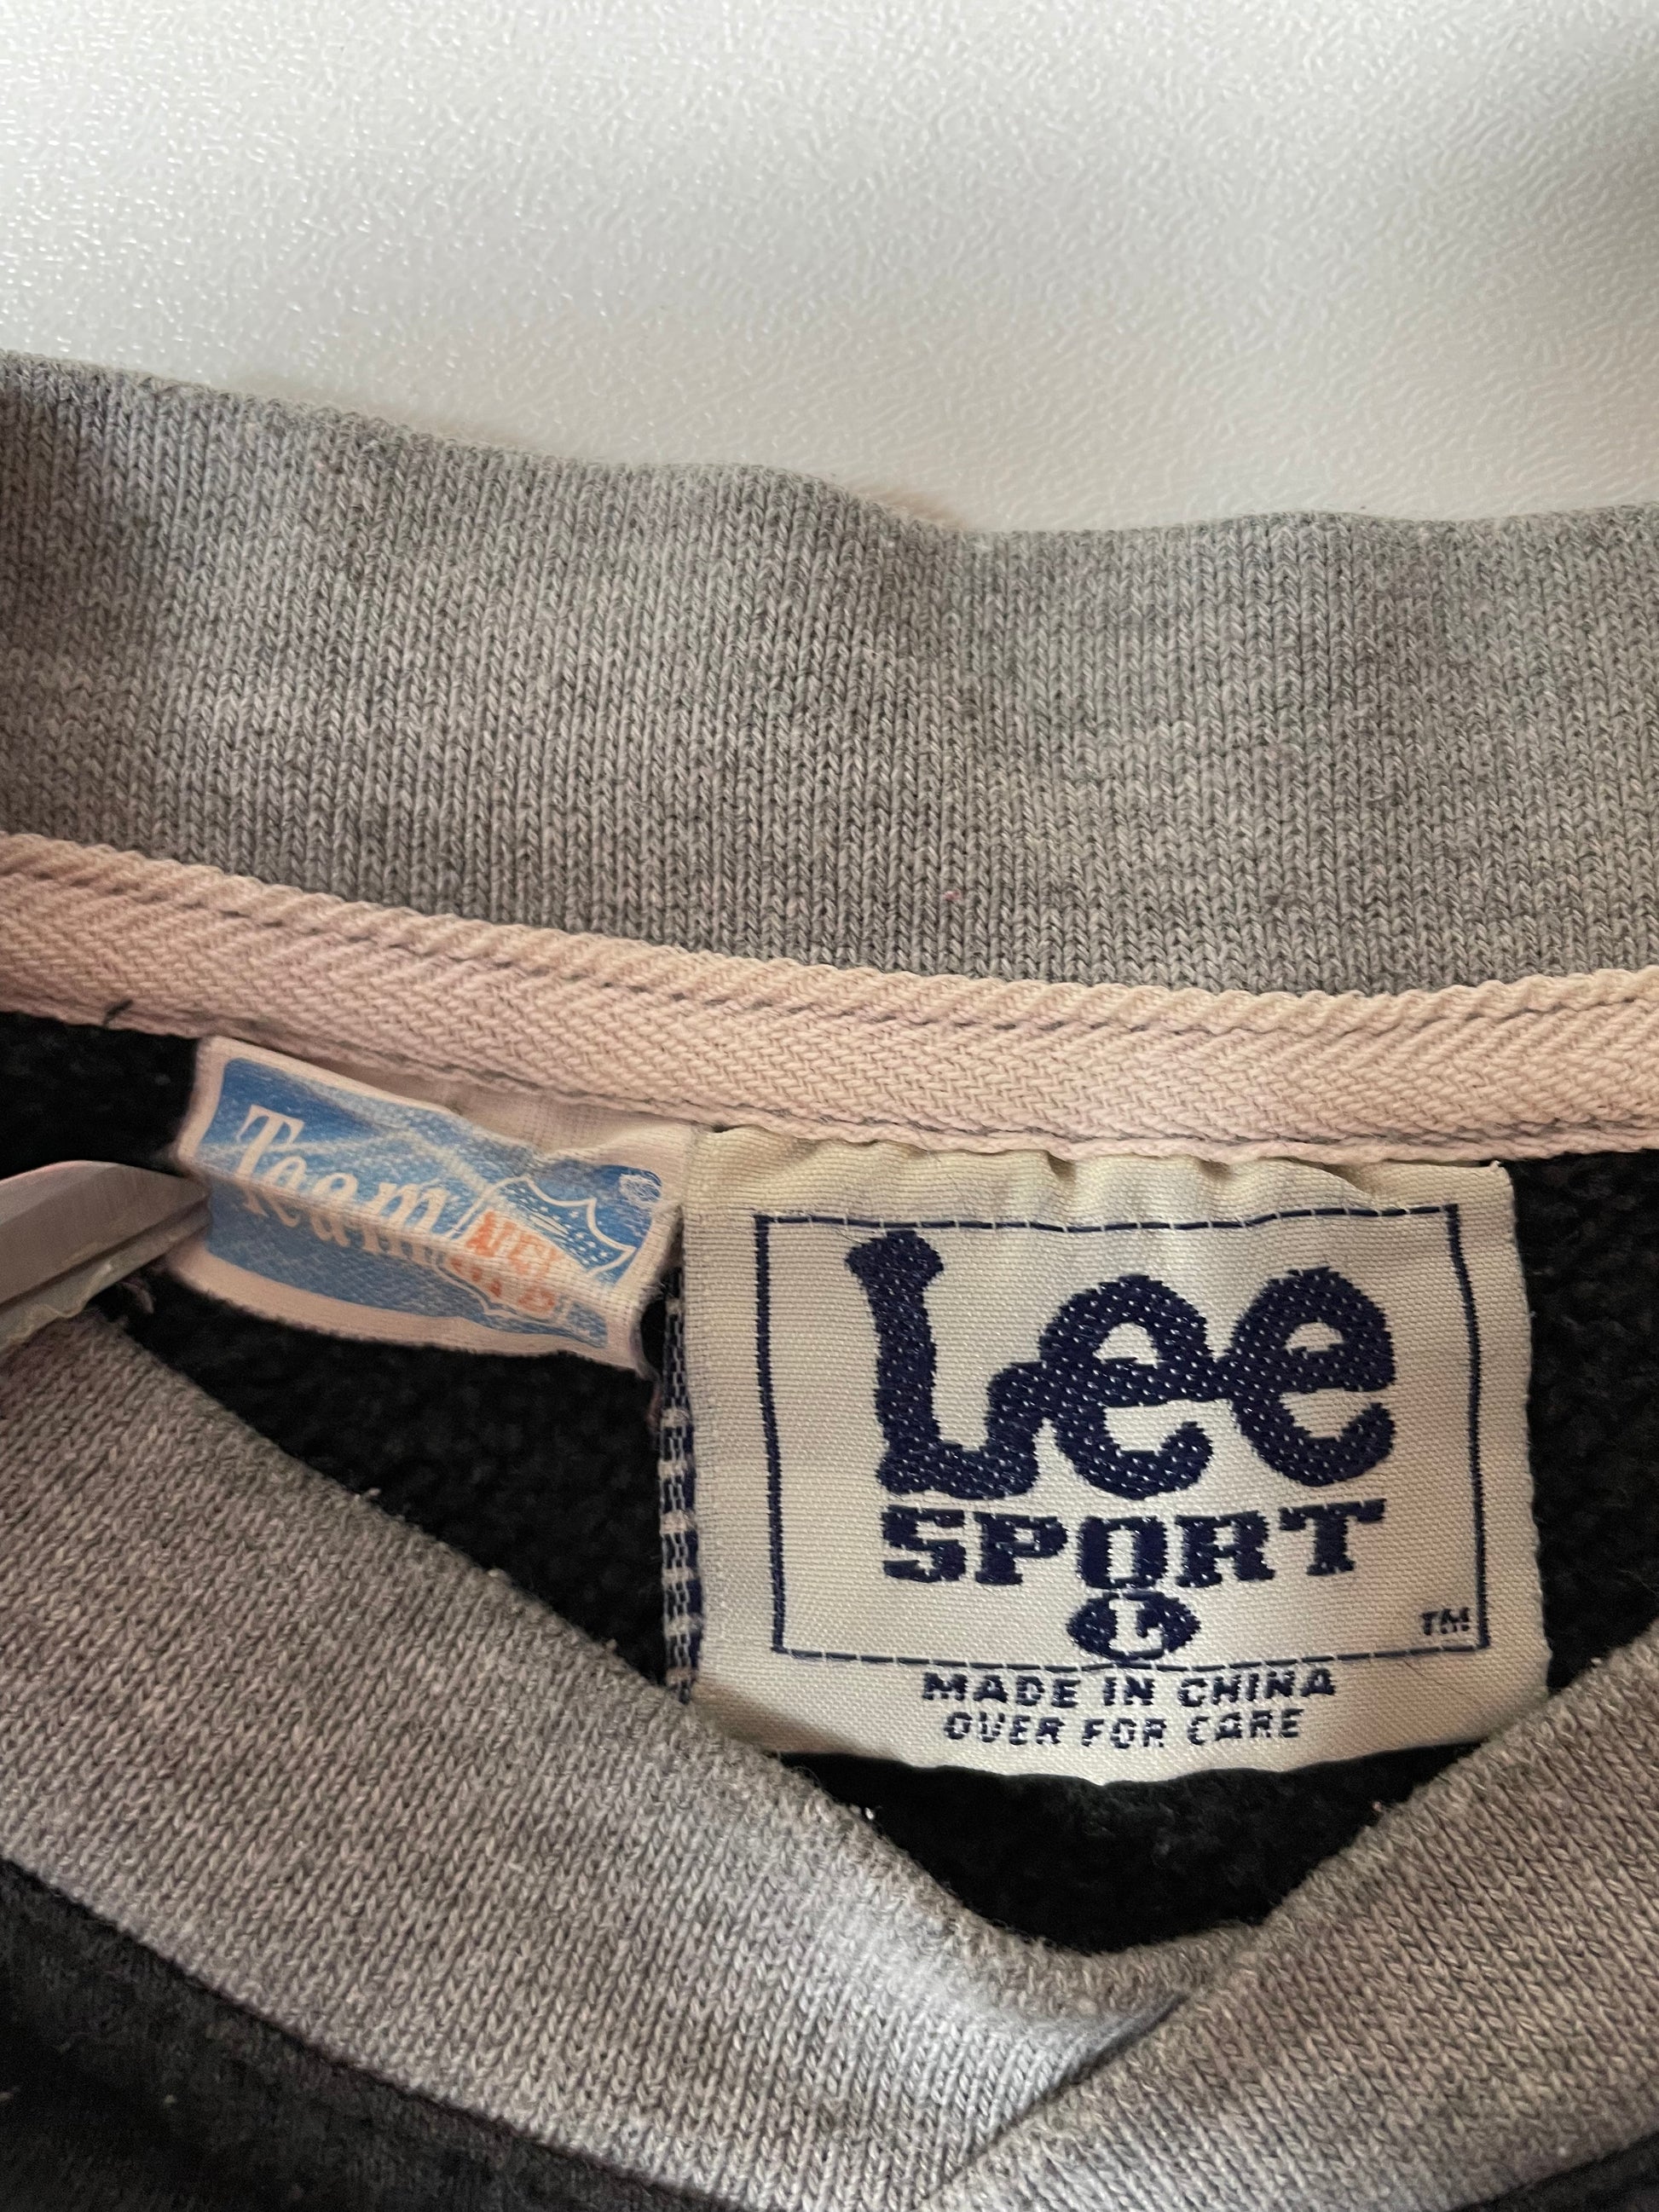 Team
NFL
Lee
SPORT
L
TM
MADE IN CHINA
OVER FOR CARE